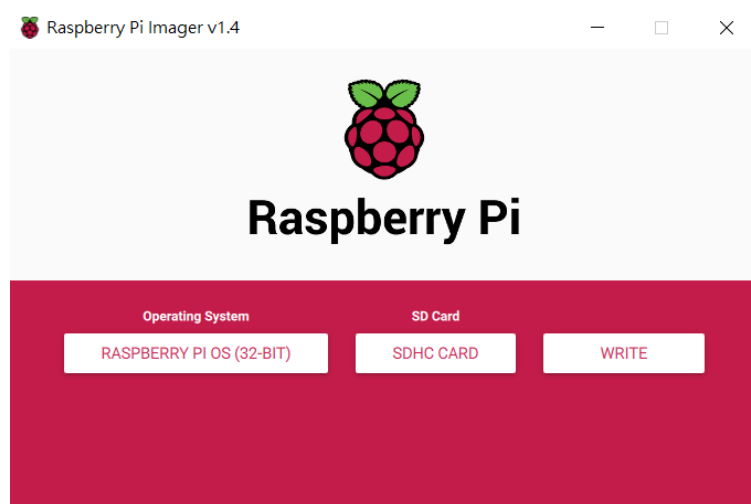 Raspberry Pi Imager v1.4
Raspberry Pi
Operating System
SD Card
RASPBERRY PI OS (32-BIT)
SDHC CARD
WRITE